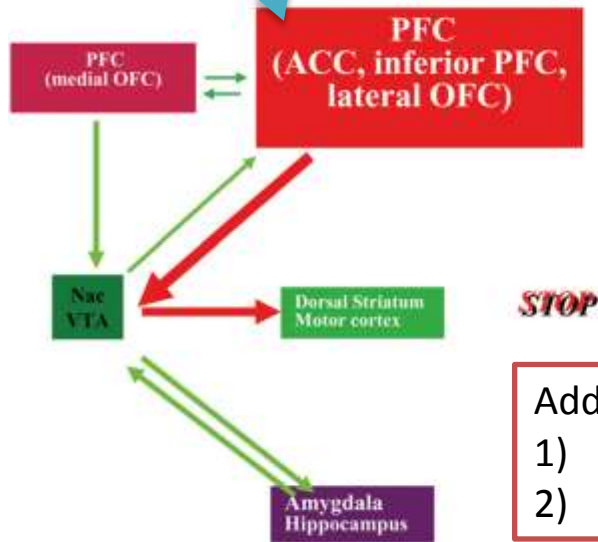 PFC
(medial OFC)
PFC
(ACC, inferior PFC,
lateral OFC)
Nac
VTA
Dorsal Striatum
Motor cortex
STOP
Add
1)
2)
Amygdala
Hippocampus